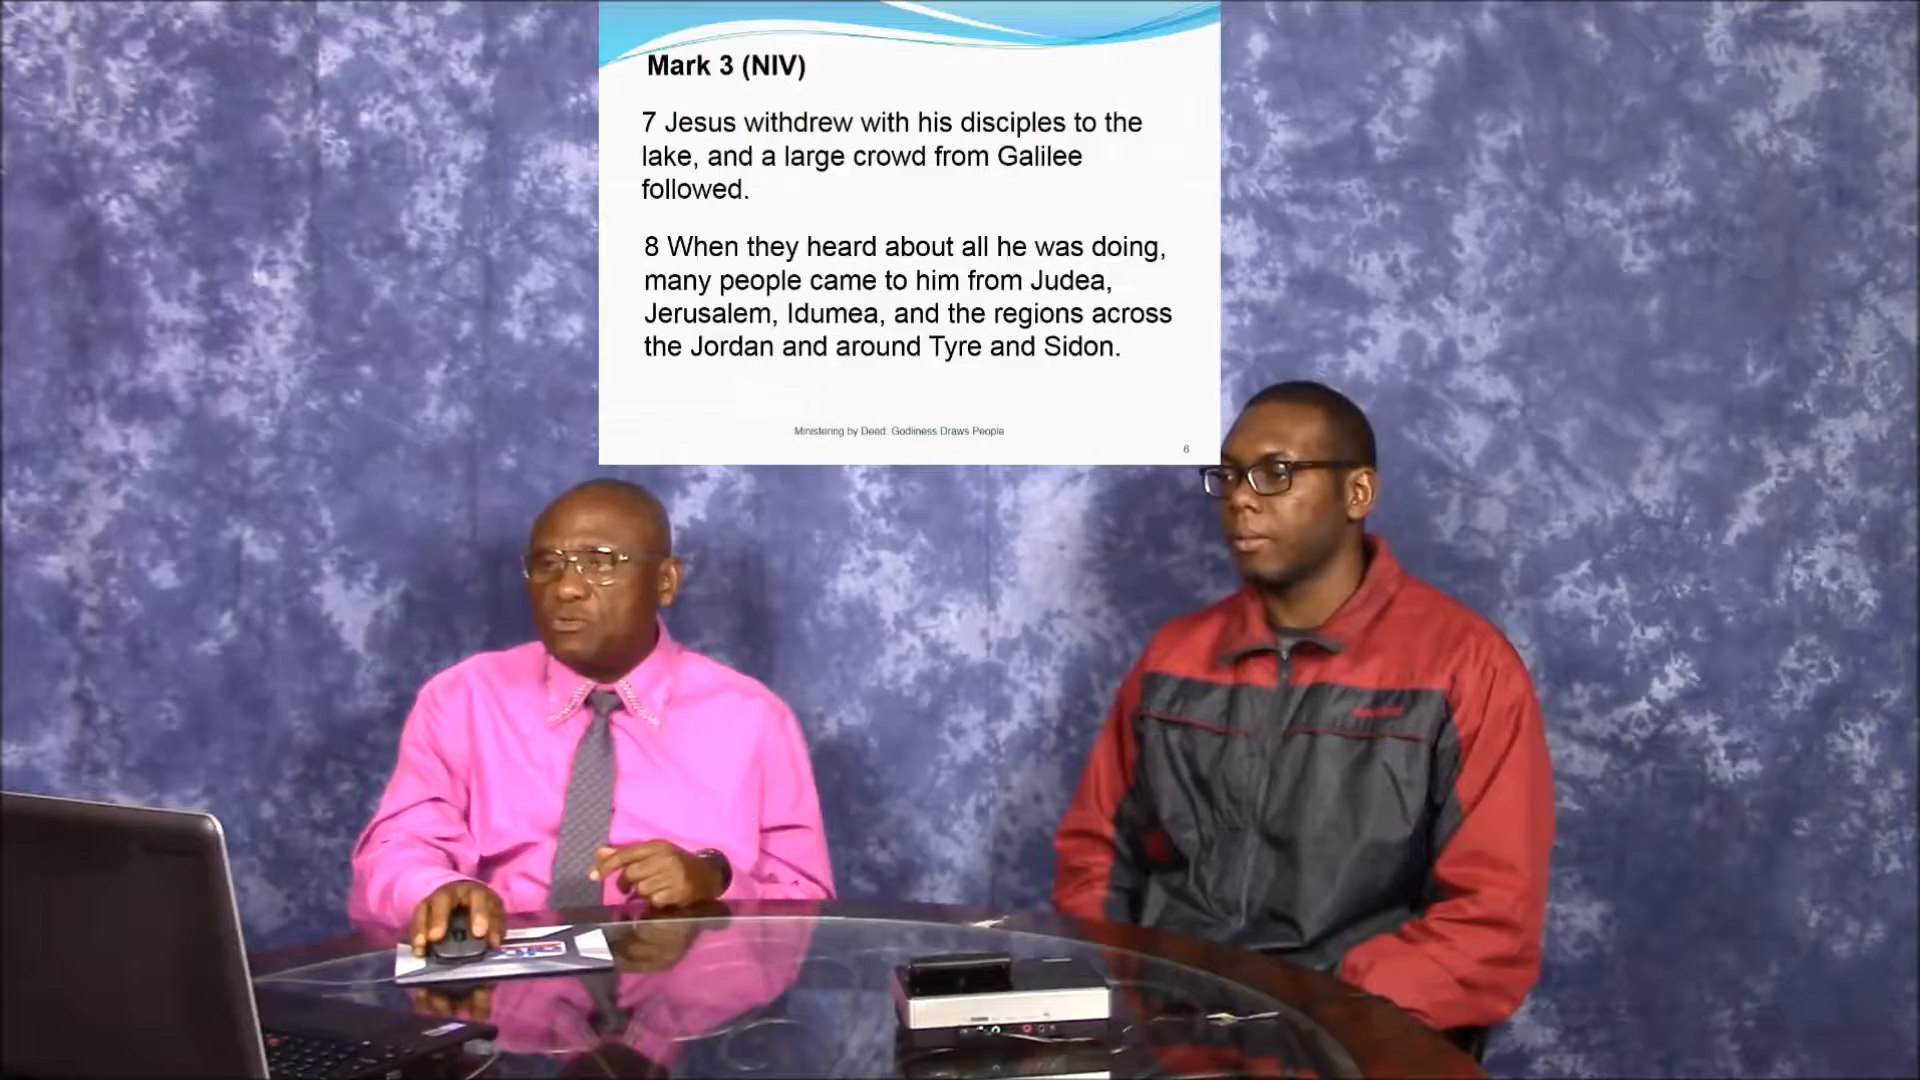 Mark 3 (NIV)
7 Jesus withdrew with his disciples to the
lake, and a large crowd from Galilee
followed.
8 When they heard about all he was doing,
many people came to him from Judea,
Jerusalem, Idumea, and the regions across
the Jordan and around Tyre and Sidon.
Ministering by Deed: Godliness Draws People
6